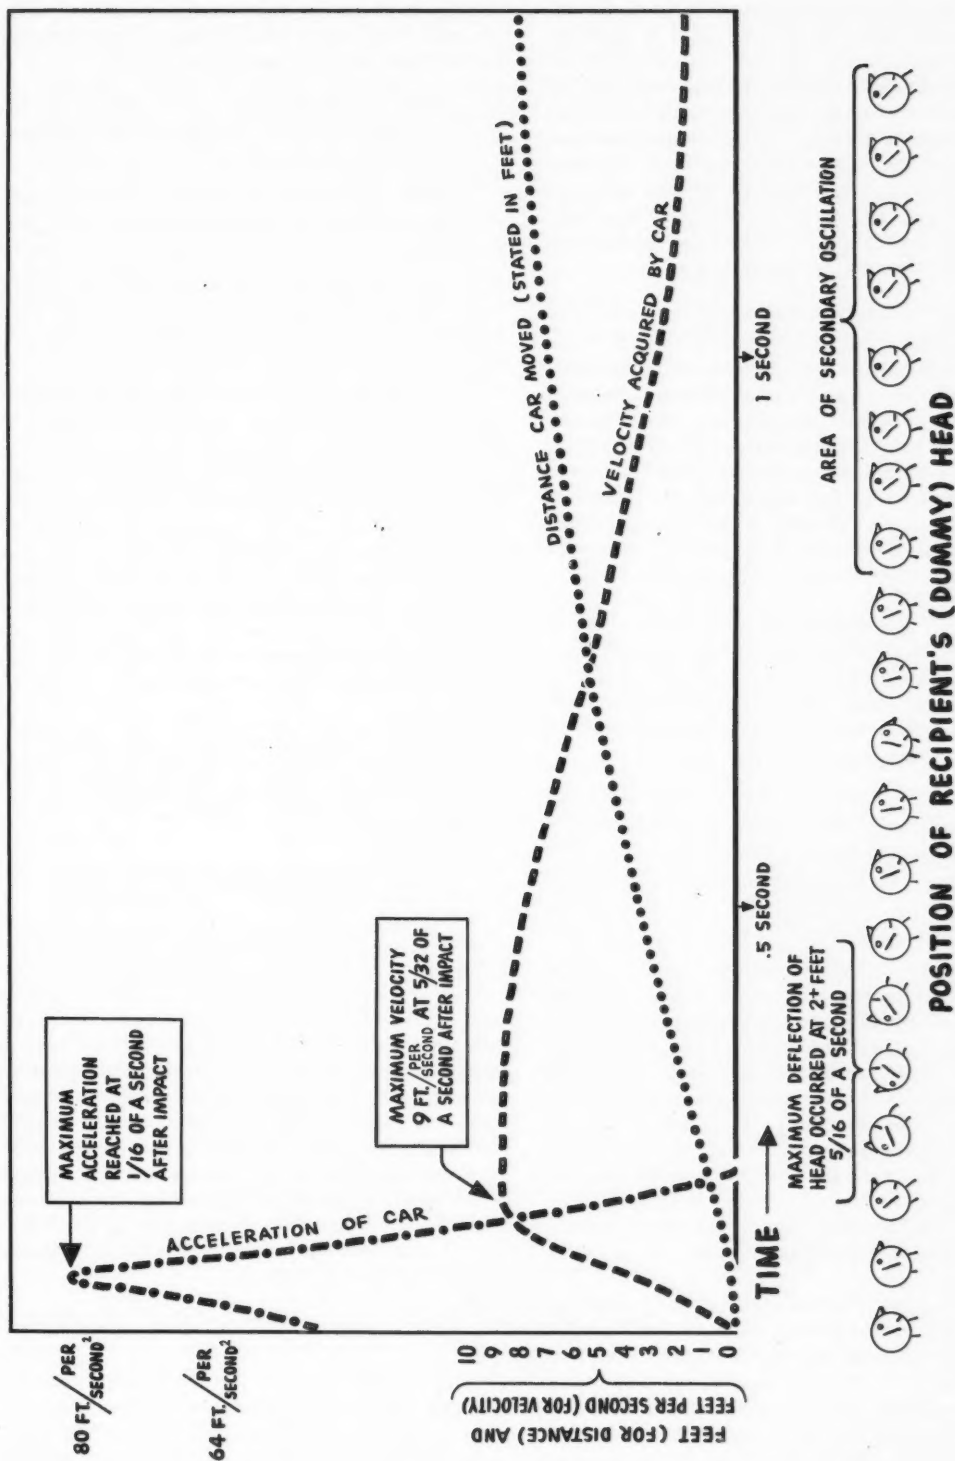 80 FT./PER SECOND²
64 FT./PER SECOND²
MAXIMUM
ACCELERATION
REACHED AT
1/16 OF A SECOND
AFTER IMPACT
ACCELERATION OF CAR
MAXIMUM VELOCITY
9 FT./PER SECOND AT 5/32 OF
A SECOND AFTER IMPACT
DISTANCE CAR MOVED (STATED IN FEET)
VELOCITY ACQUIRED BY CAR
FEET (FOR DISTANCE) AND
FEET PER SECOND (FOR VELOCITY)
10
9
8
7
6
5
4
3
2
1
0
TIME
.5 SECOND
1 SECOND
MAXIMUM DEFLECTION OF
HEAD OCCURRED AT 2+ FEET
5/16 OF A SECOND
AREA OF SECONDARY OSCILLATION
POSITION OF RECIPIENT'S (DUMMY) HEAD